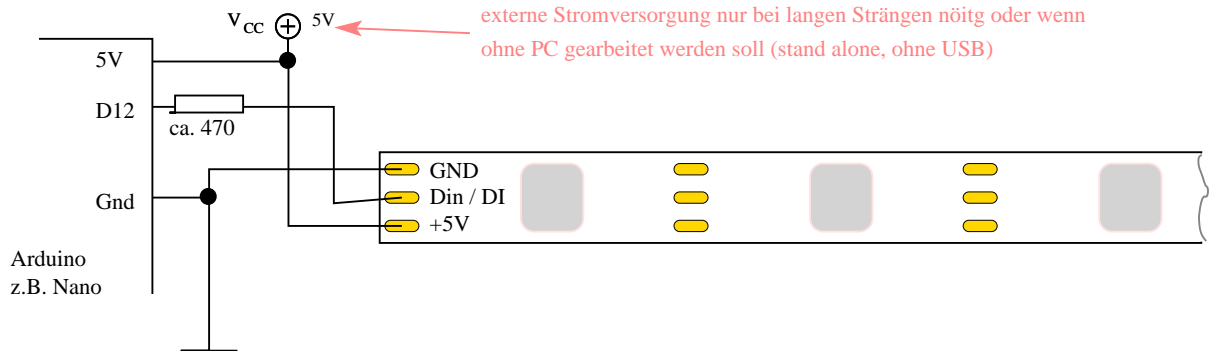 externe Stromversorgung nur bei langen Strängen nöitg oder wenn
ohne PC gearbeitet werden soll (stand alone, ohne USB)
V CC 5V
5V
D12
ca. 470
Gnd
GND
Din / DI
+5V
Arduino
z.B. Nano